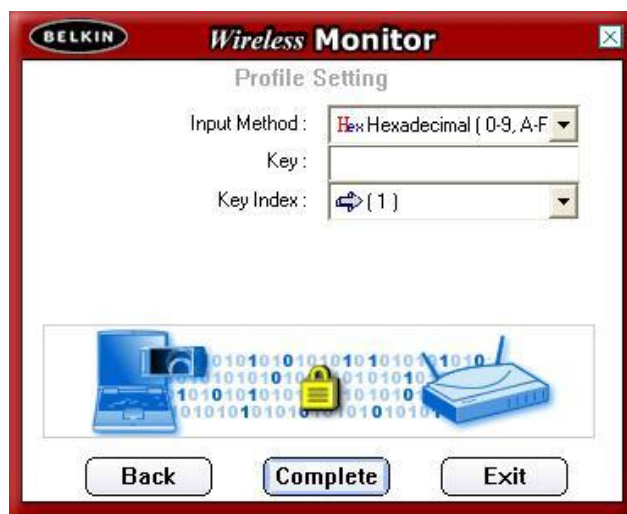 BELKIN Wireless Monitor
Profile Setting
Input Method : Hex Hexadecimal ( 0-9, A-F
Key :
Key Index : ( 1 )
Back Complete Exit